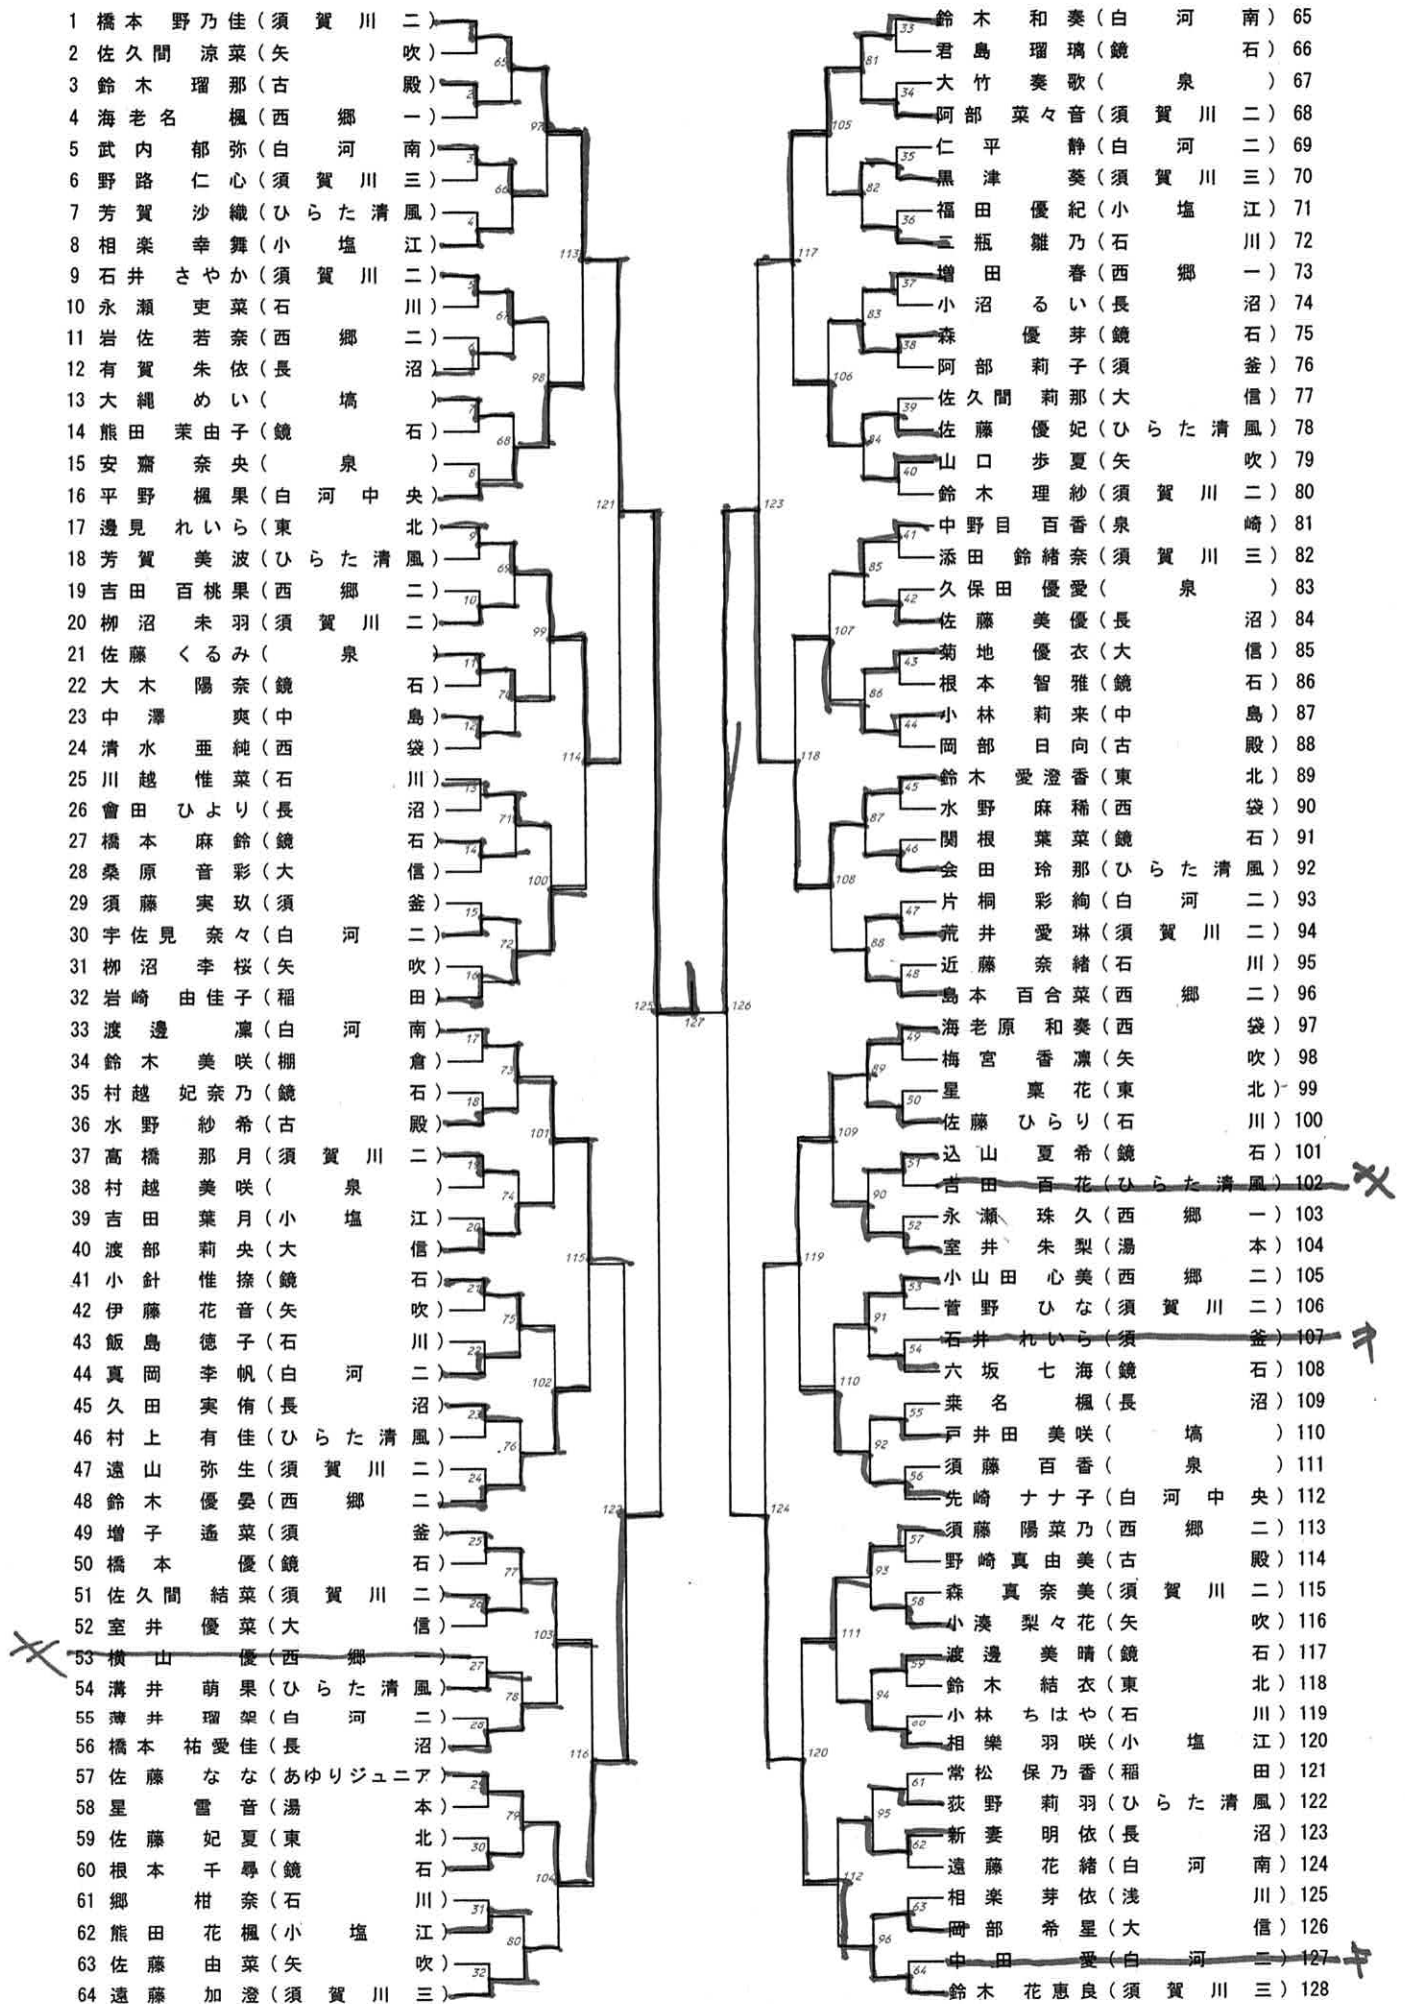 1 橋本 野乃佳 (須賀川二)
2 佐久間 涼菜 (矢吹)
3 鈴木 瑠那 (古殿)
4 海老名 楓 (西郷一)
5 武内 郁弥 (白河南)
6 野路 仁心 (須賀川三)
7 芳賀 沙織 (ひらた清風)
8 相楽 幸舞 (小塩江)
9 石井 さやか (須賀川二)
10 永瀬 吏菜 (石川)
11 岩佐 若奈 (西郷二)
12 有賀 朱依 (長沼)
13 大縄 めい (塙)
14 熊田 茉由子 (鏡石)
15 安齋 奈央 (泉)
16 平野 楓果 (白河中央)
17 邊見 れいら (東北)
18 芳賀 美波 (ひらた清風)
19 吉田 百桃果 (西郷二)
20 栁沼 未羽 (須賀川二)
21 佐藤 くるみ (泉)
22 大木 陽奈 (鏡石)
23 中澤 爽 (中島)
24 清水 亜純 (西袋)
25 川越 惟菜 (石川)
26 會田 ひより (長沼)
27 橋本 麻鈴 (鏡石)
28 桑原 音彩 (大信)
29 須藤 実玖 (須釜)
30 宇佐見 奈々 (白河二)
31 栁沼 李桜 (矢吹)
32 岩崎 由佳子 (稲田)
33 渡邊 凜 (白河南)
34 鈴木 美咲 (棚倉)
35 村越 妃奈乃 (鏡石)
36 水野 紗希 (古殿)
37 高橋 那月 (須賀川二)
38 村越 美咲 (泉)
39 吉田 葉月 (小塩江)
40 渡部 莉央 (大信)
41 小針 惟捺 (鏡石)
42 伊藤 花音 (矢吹)
43 飯島 徳子 (石川)
44 真岡 李帆 (白河二)
45 久田 実侑 (長沼)
46 村上 有佳 (ひらた清風)
47 遠山 弥生 (須賀川二)
48 鈴木 優晏 (西郷二)
49 増子 遙菜 (須釜)
50 橋本 優 (鏡石)
51 佐久間 結菜 (須賀川二)
52 室井 優菜 (大信)
53 横山 優 (西郷一)
54 溝井 萌果 (ひらた清風)
55 薄井 瑠架 (白河二)
56 橋本 祐愛佳 (長沼)
57 佐藤 なな (あゆりジュニア)
58 星 雪音 (湯本)
59 佐藤 妃夏 (東北)
60 根本 千尋 (鏡石)
61 郷 柑奈 (石川)
62 熊田 花楓 (小塩江)
63 佐藤 由菜 (矢吹)
64 遠藤 加澄 (須賀川三)
鈴木 和奏 (白河南) 65
君島 瑠璃 (鏡石) 66
大竹 奏歌 (泉) 67
阿部 菜々音 (須賀川二) 68
仁平 静 (白河二) 69
黒津 葵 (須賀川三) 70
福田 優紀 (小塩江) 71
二瓶 雛乃 (石川) 72
増田 春 (西郷一) 73
小沼 るい (長沼) 74
森 優芽 (鏡石) 75
阿部 莉子 (須釜) 76
佐久間 莉那 (大信) 77
佐藤 優妃 (ひらた清風) 78
山口 歩夏 (矢吹) 79
鈴木 理紗 (須賀川二) 80
中野目 百香 (泉崎) 81
添田 鈴緒奈 (須賀川三) 82
久保田 優愛 (泉) 83
佐藤 美優 (長沼) 84
菊地 優衣 (大信) 85
根本 智雅 (鏡石) 86
小林 莉来 (中島) 87
岡部 日向 (古殿) 88
鈴木 愛澄香 (東北) 89
水野 麻稀 (西袋) 90
関根 葉菜 (鏡石) 91
会田 玲那 (ひらた清風) 92
片桐 彩絢 (白河二) 93
荒井 愛琳 (須賀川二) 94
近藤 奈緒 (石川) 95
島本 百合菜 (西郷二) 96
海老原 和奏 (西袋) 97
梅宮 香凛 (矢吹) 98
星 稟花 (東北) 99
佐藤 ひらり (石川) 100
込山 夏希 (鏡石) 101
吉田 百花 (ひらた清風) 102
永瀬 珠久 (西郷一) 103
室井 朱梨 (湯本) 104
小山田 心美 (西郷二) 105
菅野 ひな (須賀川二) 106
石井 れいら (須釜) 107
六坂 七海 (鏡石) 108
来名 楓 (長沼) 109
戸井田 美咲 (塙) 110
須藤 百香 (泉) 111
先崎 ナナ子 (白河中央) 112
須藤 陽菜乃 (西郷二) 113
野崎 真由美 (古殿) 114
森 真奈美 (須賀川二) 115
小湊 梨々花 (矢吹) 116
渡邊 美晴 (鏡石) 117
鈴木 結衣 (東北) 118
小林 ちはや (石川) 119
相樂 羽咲 (小塩江) 120
常松 保乃香 (稲田) 121
荻野 莉羽 (ひらた清風) 122
新妻 明依 (長沼) 123
遠藤 花緒 (白河南) 124
相楽 芽依 (浅川) 125
岡部 希星 (大信) 126
中田 愛 (白河二) 127
鈴木 花恵良 (須賀川三) 128